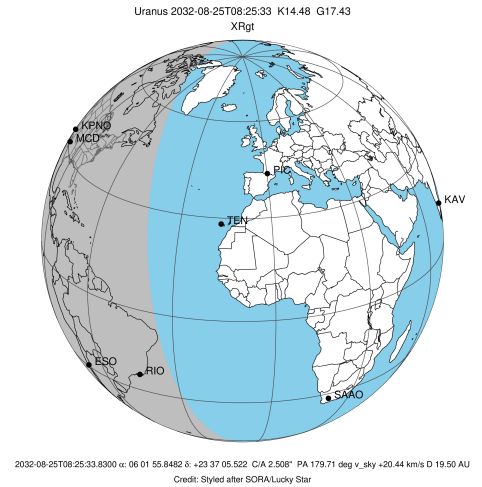 Uranus 2032-08-25T08:25:33 K14.48 G17.43
XRgt
KPNO
MCD
PIC
KAV
TEN
ESO
RIO
SAAO
2032-08-25T08:25:33.8300 α: 06 01 55.8482 δ: +23 37 05.522 C/A 2.508" PA 179.71 deg v_sky +20.44 km/s D 19.50 AU
Credit: Styled after SORA/Lucky Star